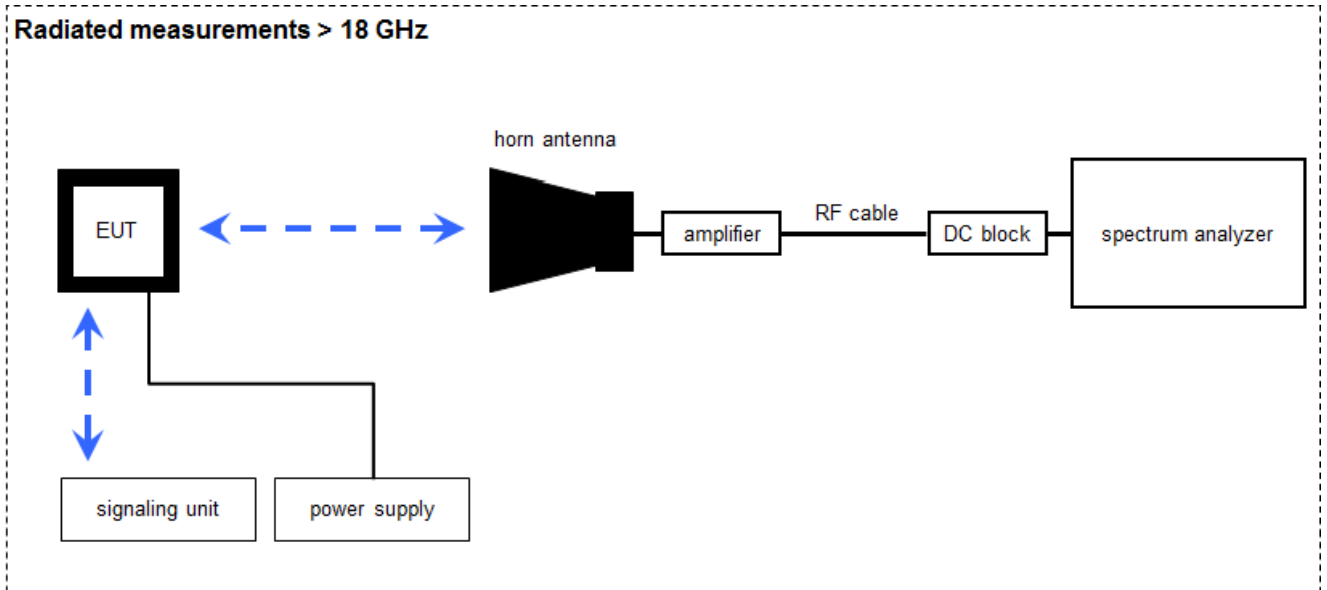 Radiated measurements > 18 GHz
horn antenna
EUT
amplifier
RF cable
DC block
spectrum analyzer
signaling unit
power supply